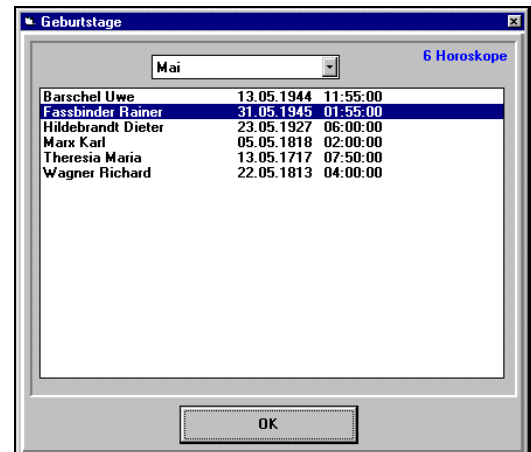 Geburtstage
6 Horoskope
Mai
Barschel Uwe 13.05.1944 11:55:00
Fassbinder Rainer 31.05.1945 01:55:00
Hildebrandt Dieter 23.05.1927 06:00:00
Marx Karl 05.05.1818 02:00:00
Theresia Maria 13.05.1717 07:50:00
Wagner Richard 22.05.1813 04:00:00
OK